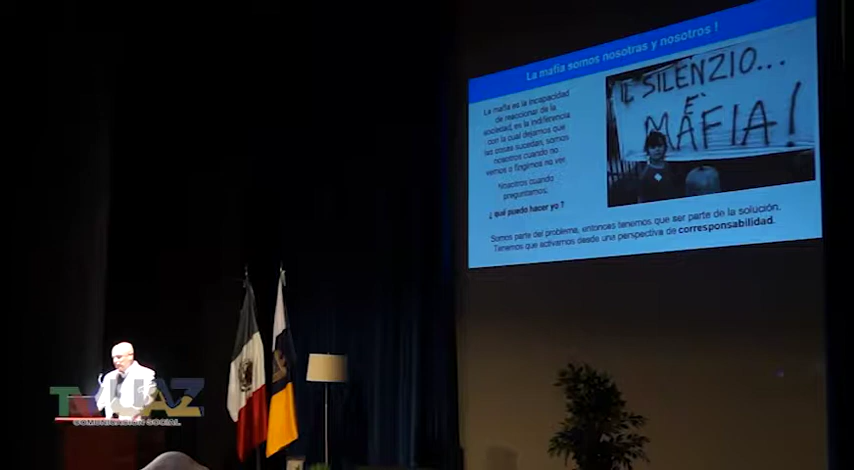 La mafia somos nosotras y nosotros !
La mafia es la incapacidad
de reaccionar de la
sociedad, es la indiferencia
con la cual dejamos que
las cosas sucedan, somos
nosotros cuando no
vemos o fingimos no ver.
Nosotros cuando
preguntamos,
¿ qué puedo hacer yo ?
IL SILENZIO...
E'
MAFIA!
Somos parte del problema, entonces tenemos que ser parte de la solución.
Tenemos que activarnos desde una perspectiva de corresponsabilidad.
TVUAZ
COMUNICACIÓN SOCIAL